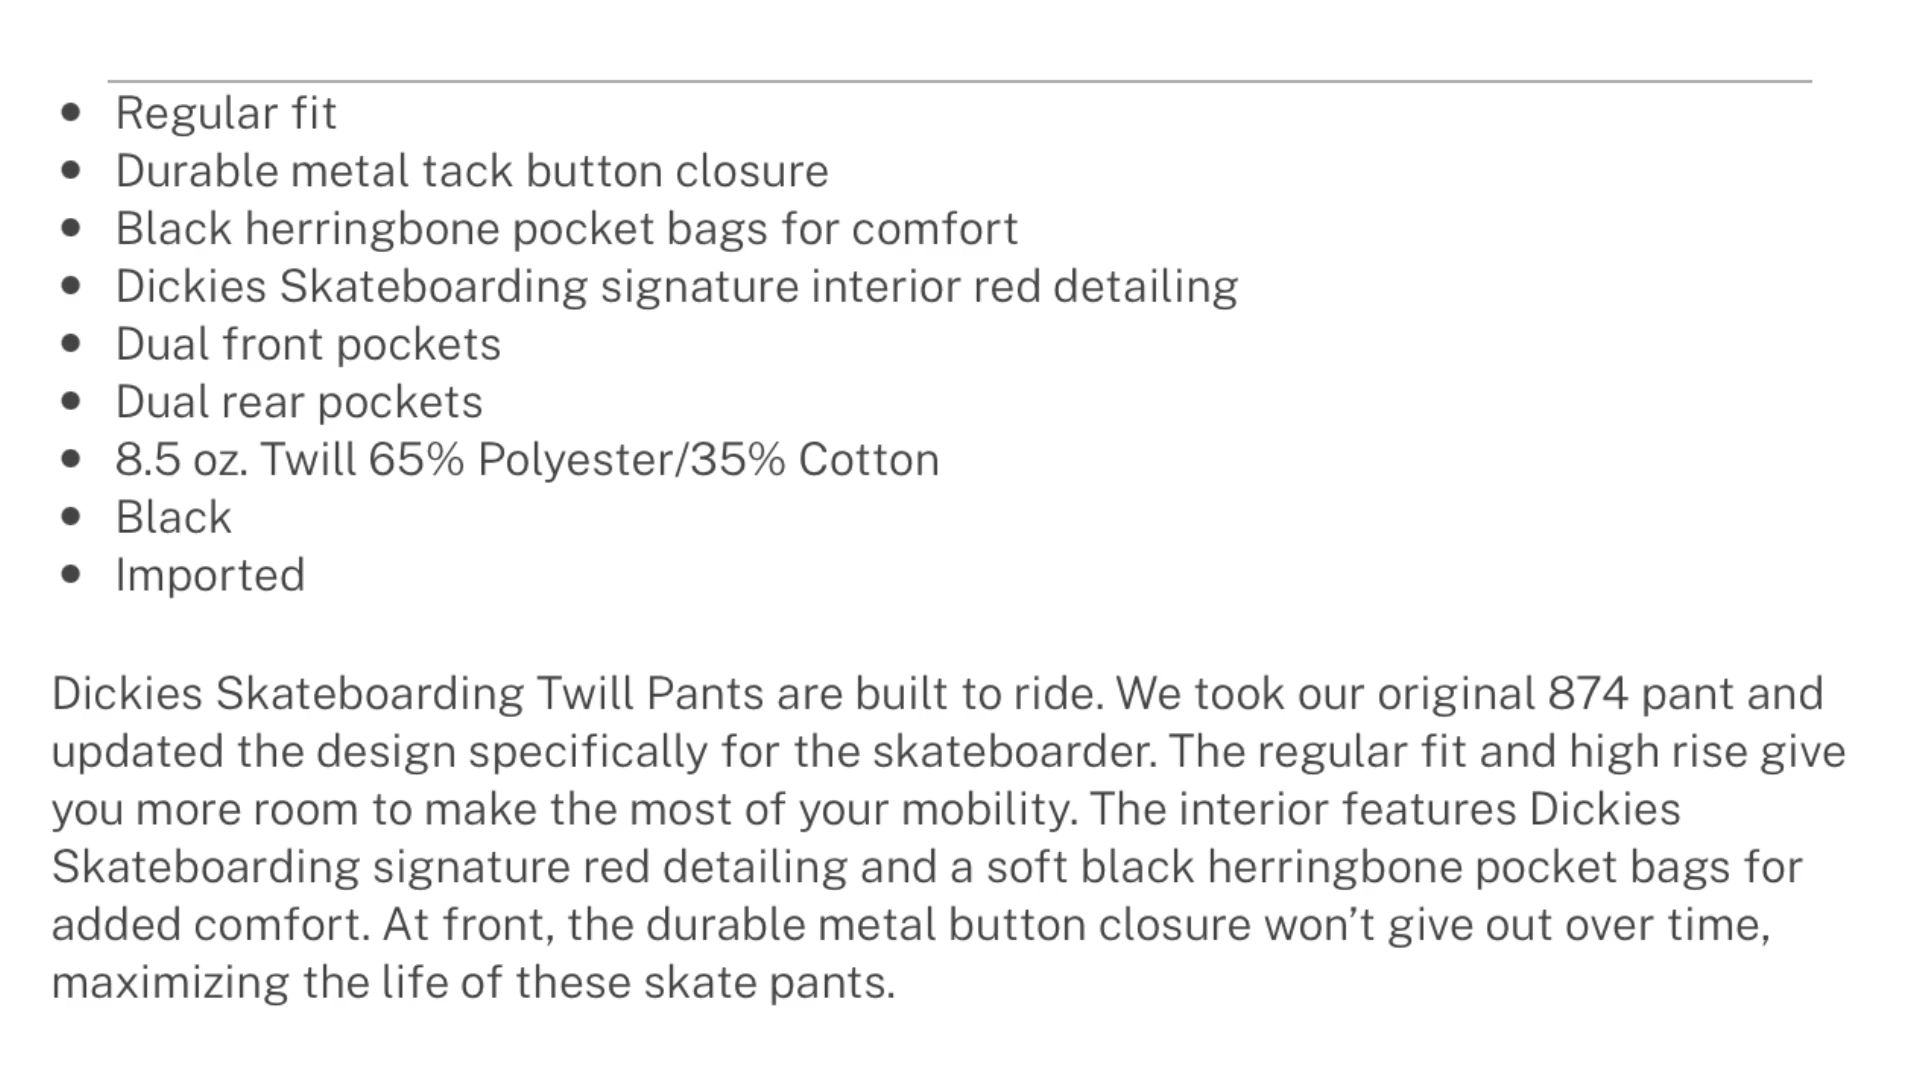 Regular fit
Durable metal tack button closure
Black herringbone pocket bags for comfort
Dickies Skateboarding signature interior red detailing
Dual front pockets
Dual rear pockets
8.5 oz. Twill 65% Polyester/35% Cotton
Black
Imported
Dickies Skateboarding Twill Pants are built to ride. We took our original 874 pant and
updated the design specifically for the skateboarder. The regular fit and high rise give
you more room to make the most of your mobility. The interior features Dickies
Skateboarding signature red detailing and a soft black herringbone pocket bags for
added comfort. At front, the durable metal button closure won’t give out over time,
maximizing the life of these skate pants.